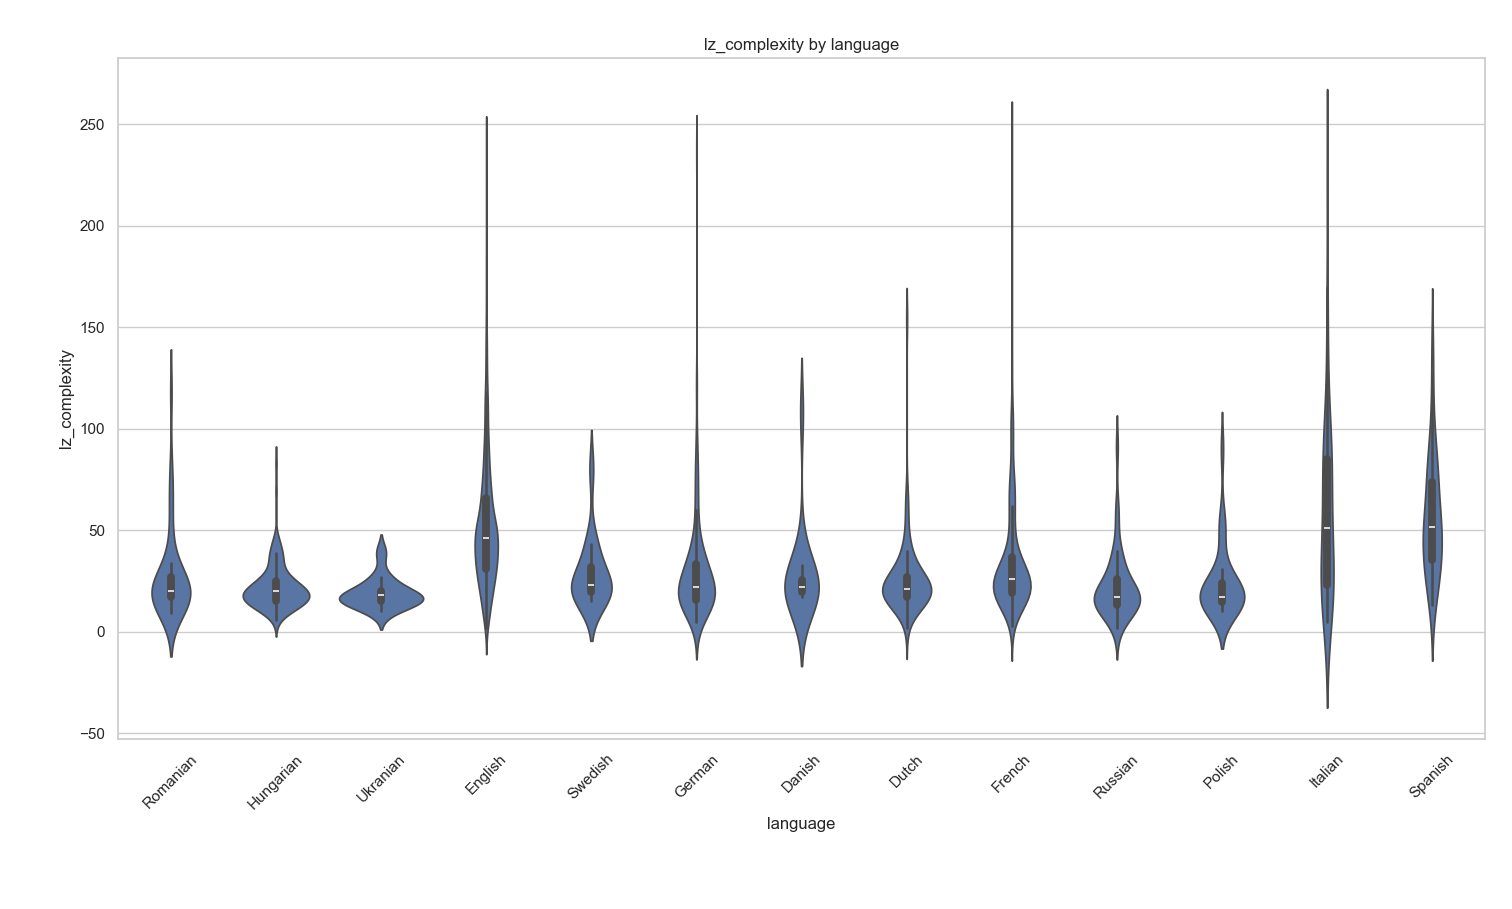 lz_complexity by language
lz_complexity
250
200
150
100
50
0
−50
Romanian
Hungarian
Ukranian
English
Swedish
German
Danish
Dutch
French
Russian
Polish
Italian
Spanish
language